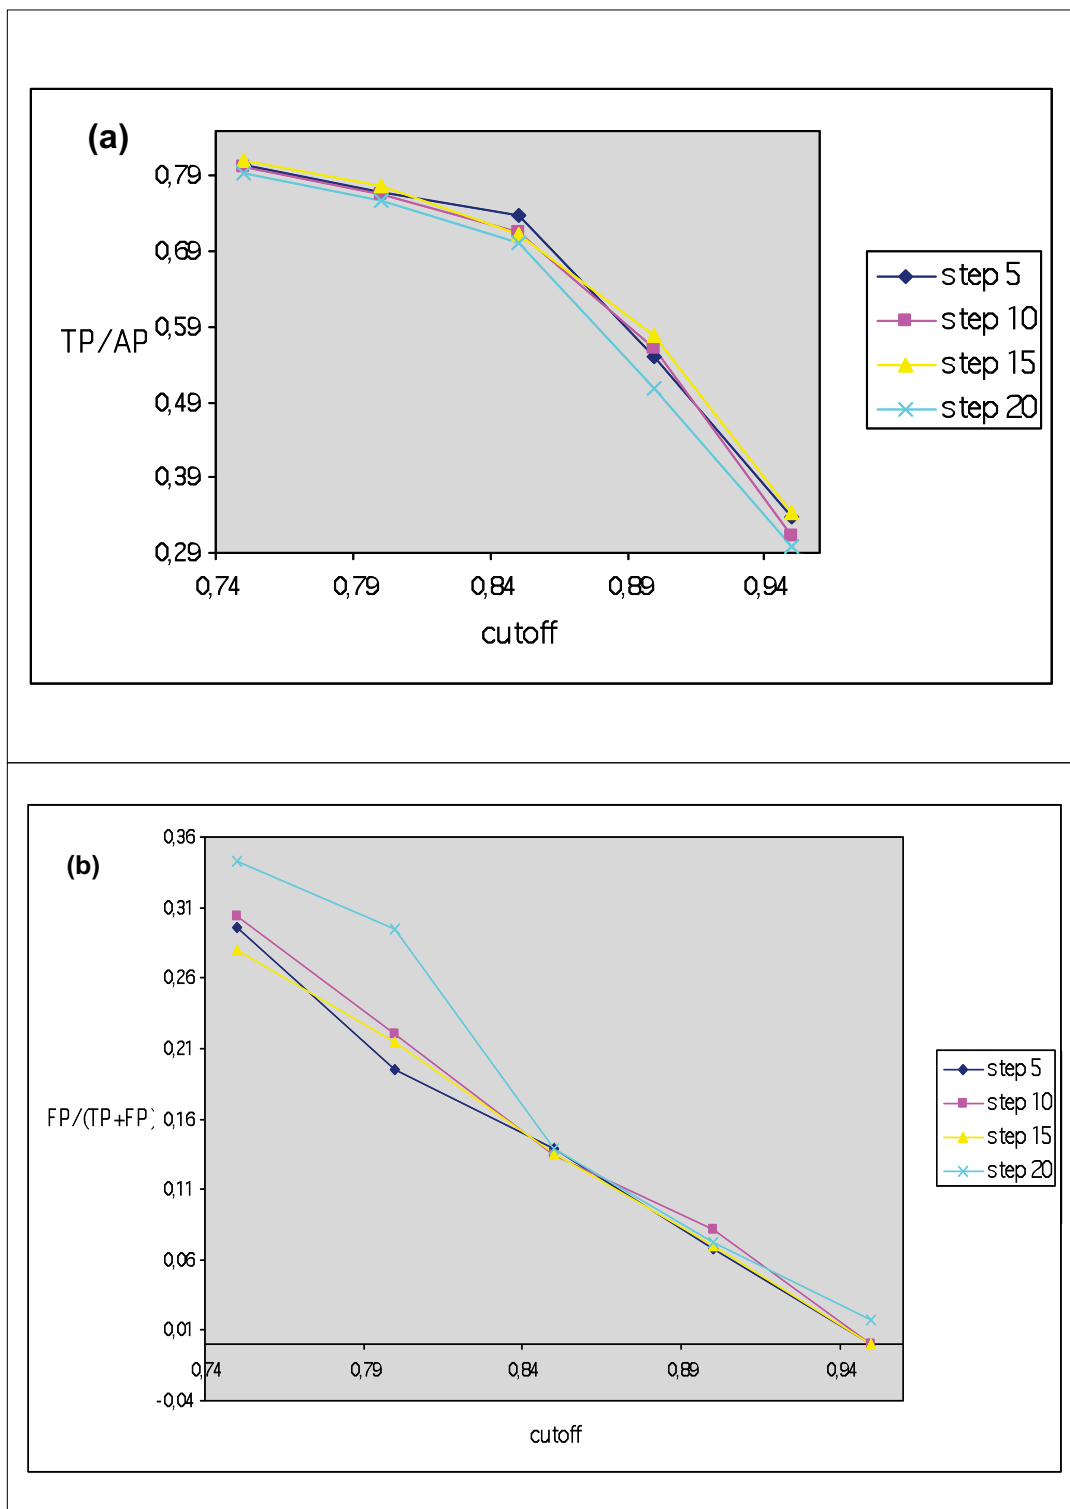 (a)
0,79
0,69
0,59
TP/AP
0,49
0,39
0,29
0,74 0,79 0,84 0,89 0,94
cutoff
step 5
step 10
step 15
step 20
(b)
0,36
0,31
0,26
0,21
0,16
FP/(TP+FP)
0,11
0,06
0,01
-0,04
0,74 0,79 0,84 0,89 0,94
cutoff
step 5
step 10
step 15
step 20